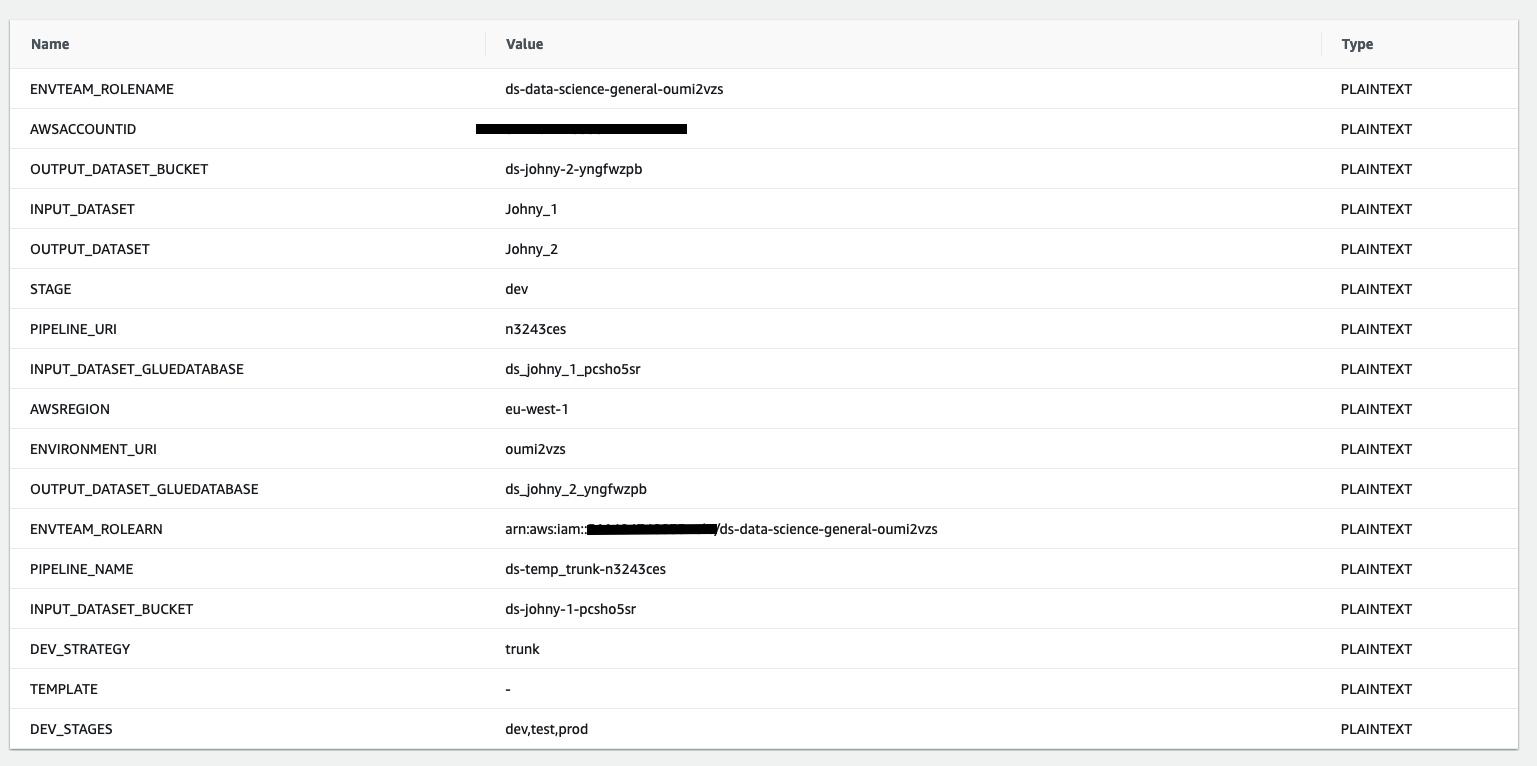 Name Value Type
ENVTEAM_ROLENAME ds-data-science-general-oumi2vzs PLAINTEXT
AWSACCOUNTID PLAINTEXT
OUTPUT_DATASET_BUCKET ds-johny-2-yngfwzpb PLAINTEXT
INPUT_DATASET Johny_1 PLAINTEXT
OUTPUT_DATASET Johny_2 PLAINTEXT
STAGE dev PLAINTEXT
PIPELINE_URI n3243ces PLAINTEXT
INPUT_DATASET_GLUEDATABASE ds_johny_1_pcsho5sr PLAINTEXT
AWSREGION eu-west-1 PLAINTEXT
ENVIRONMENT_URI oumi2vzs PLAINTEXT
OUTPUT_DATASET_GLUEDATABASE ds_johny_2_yngfwzpb PLAINTEXT
ENVTEAM_ROLEARN arn:aws:iam:: /ds-data-science-general-oumi2vzs PLAINTEXT
PIPELINE_NAME ds-temp_trunk-n3243ces PLAINTEXT
INPUT_DATASET_BUCKET ds-johny-1-pcsho5sr PLAINTEXT
DEV_STRATEGY trunk PLAINTEXT
TEMPLATE - PLAINTEXT
DEV_STAGES dev,test,prod PLAINTEXT